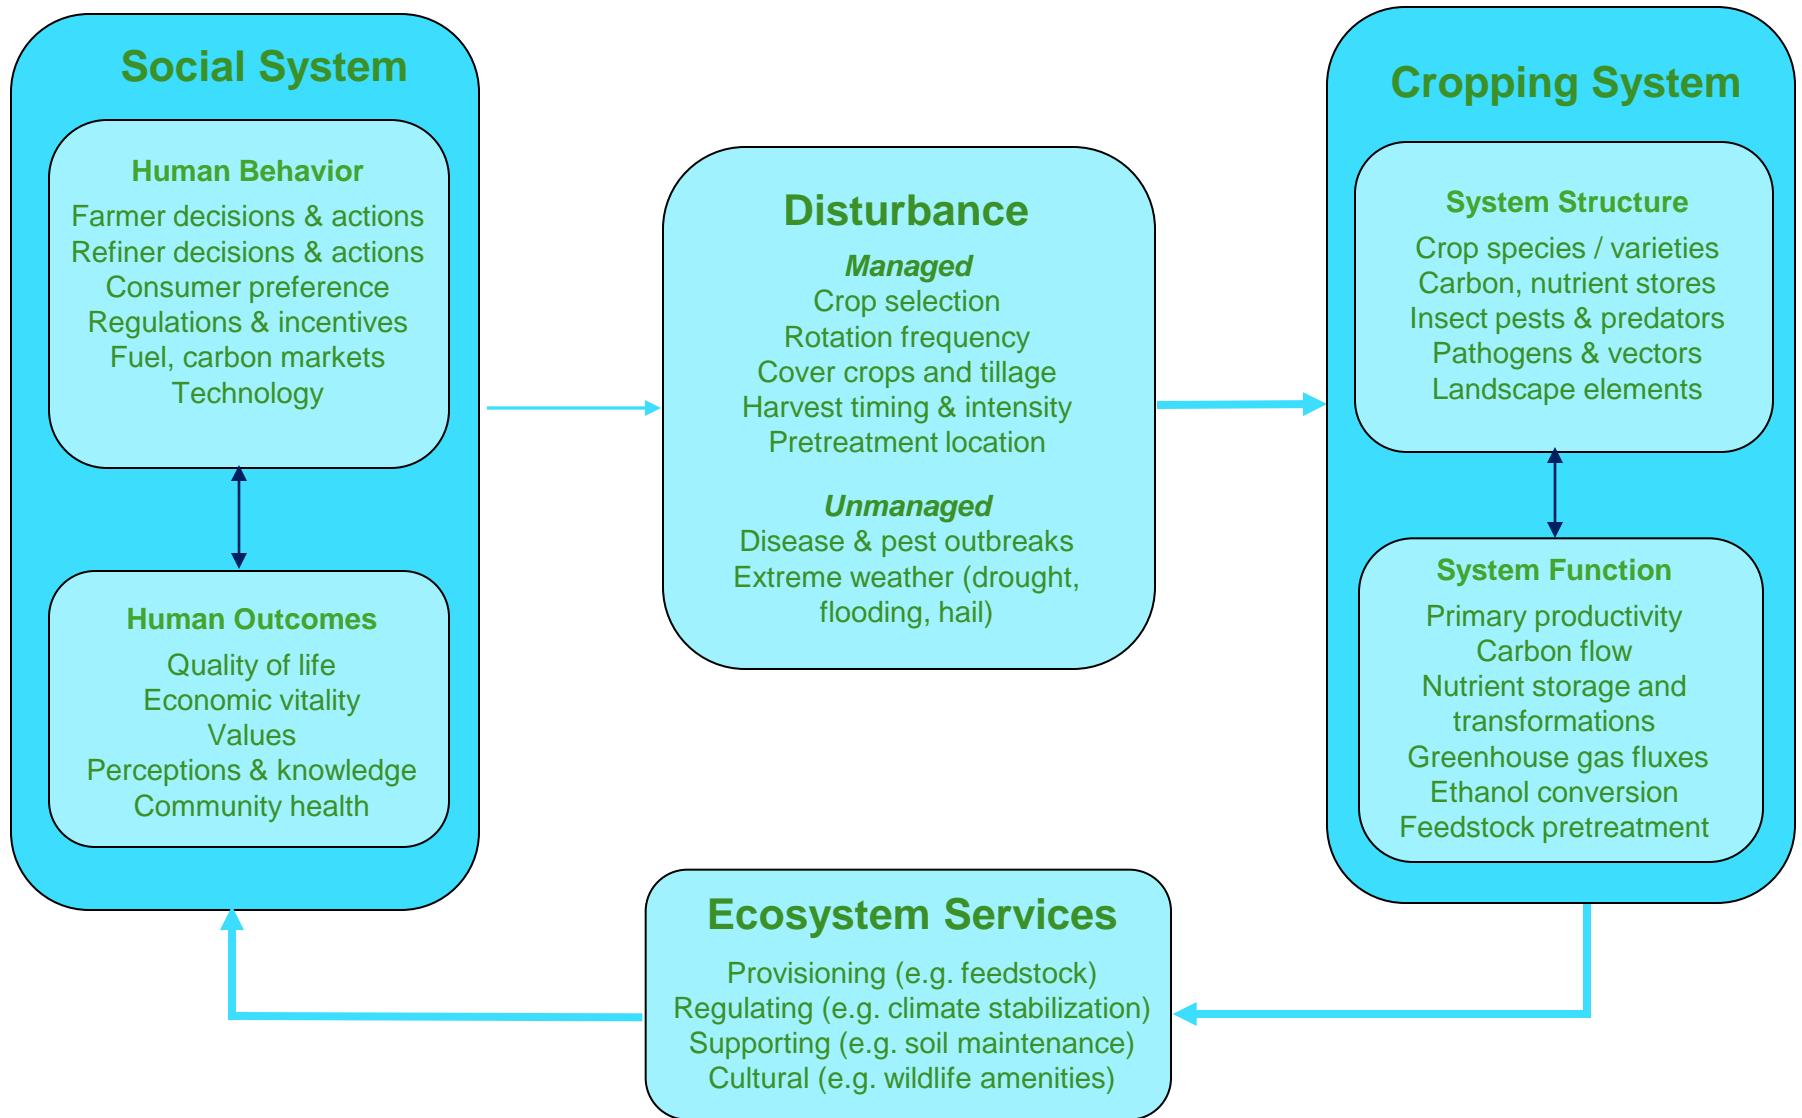 Social System
Human Behavior
Farmer decisions & actions
Refiner decisions & actions
Consumer preference
Regulations & incentives
Fuel, carbon markets
Technology
Human Outcomes
Quality of life
Economic vitality
Values
Perceptions & knowledge
Community health
Disturbance
Managed
Crop selection
Rotation frequency
Cover crops and tillage
Harvest timing & intensity
Pretreatment location
Unmanaged
Disease & pest outbreaks
Extreme weather (drought,
flooding, hail)
Cropping System
System Structure
Crop species / varieties
Carbon, nutrient stores
Insect pests & predators
Pathogens & vectors
Landscape elements
System Function
Primary productivity
Carbon flow
Nutrient storage and
transformations
Greenhouse gas fluxes
Ethanol conversion
Feedstock pretreatment
Ecosystem Services
Provisioning (e.g. feedstock)
Regulating (e.g. climate stabilization)
Supporting (e.g. soil maintenance)
Cultural (e.g. wildlife amenities)